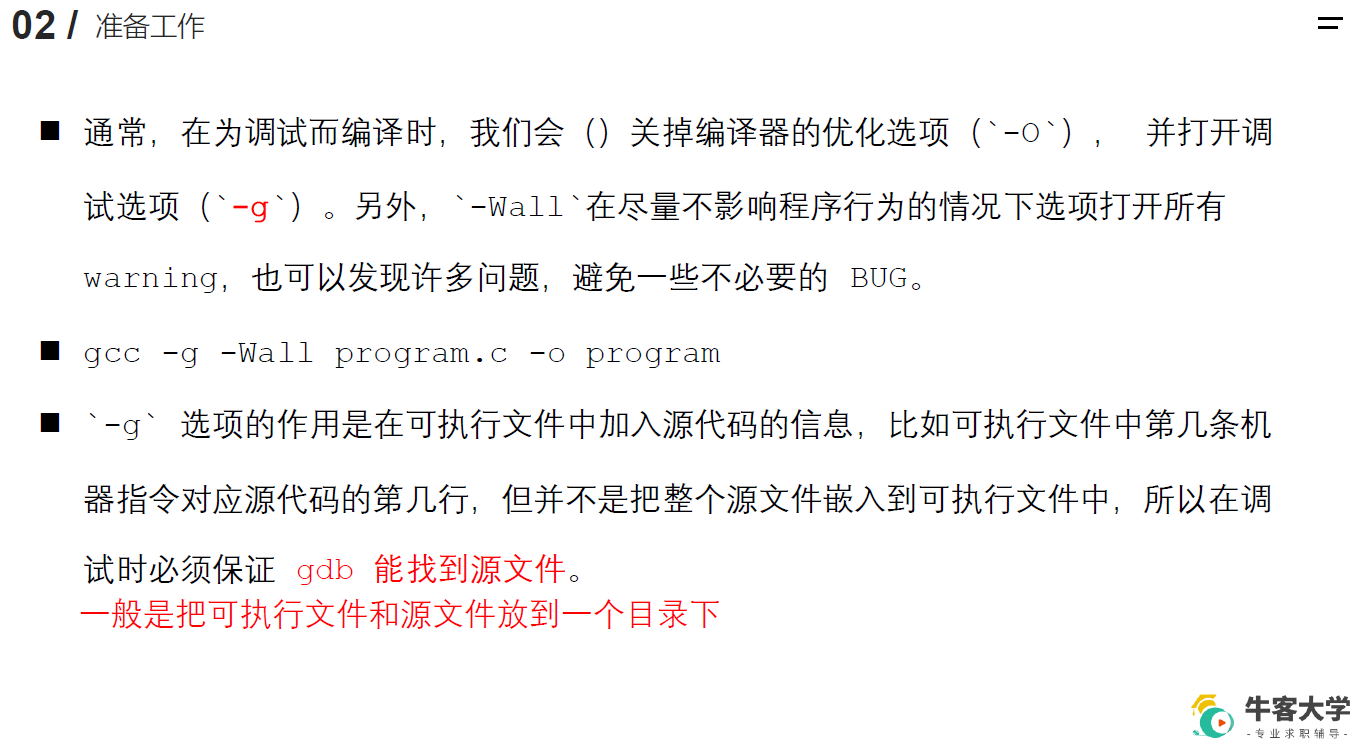 02 / 准备工作
■ 通常，在为调试而编译时，我们会（）关掉编译器的优化选项（`-O`）， 并打开调
试选项（`-g`）。另外，`-Wall`在尽量不影响程序行为的情况下选项打开所有
warning，也可以发现许多问题，避免一些不必要的 BUG。
■ gcc -g -Wall program.c -o program
■ `-g` 选项的作用是在可执行文件中加入源代码的信息，比如可执行文件中第几条机
器指令对应源代码的第几行，但并不是把整个源文件嵌入到可执行文件中，所以在调
试时必须保证 gdb 能找到源文件。
一般是把可执行文件和源文件放到一个目录下
牛客大学
-专业求职辅导-